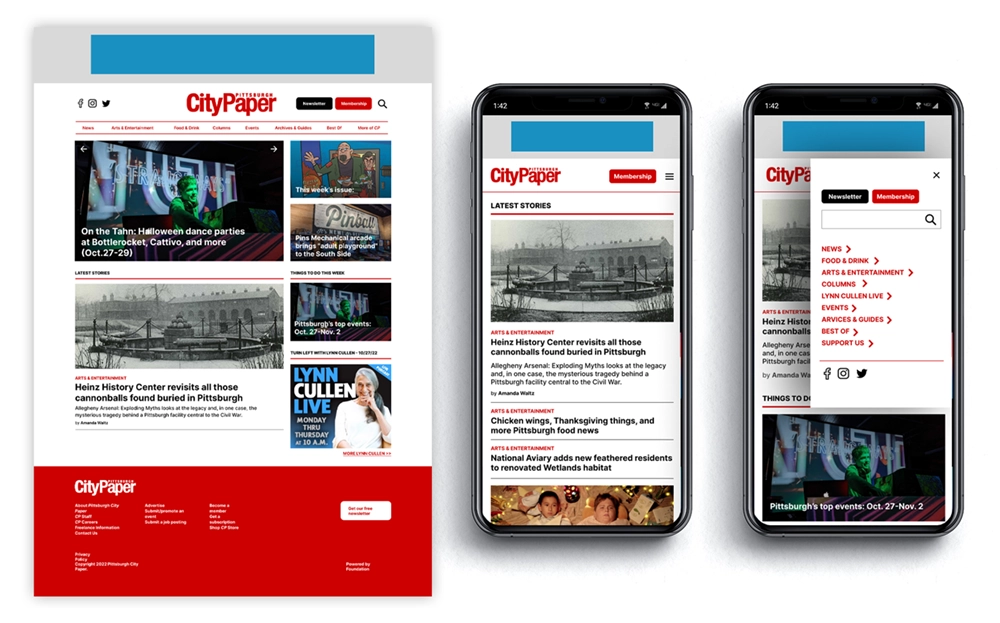 PITTSBURGH
CityPaper
Newsletter
Membership
News
Arts & Entertainment
Food & Drink
Columns
Events
Archives & Guides
Best Of
More of CP
On the Tahn: Halloween dance parties
at Bottlerocket, Cattivo, and more
(Oct.27-29)
This week's issue:
Pinball
Pins Mechanical arcade
brings "adult playground"
to the South Side
LATEST STORIES
ARTS & ENTERTAINMENT
Heinz History Center revisits all those
cannonballs found buried in Pittsburgh
Allegheny Arsenal: Exploding Myths looks at the legacy and, in one case, the
mysterious tragedy behind a Pittsburgh facility central to the Civil War.
by Amanda Waltz
THINGS TO DO THIS WEEK
Pittsburgh's top events:
Oct. 27-Nov. 2
TURN LEFT WITH LYNN CULLEN - 10/27/22
LYNN
CULLEN
LIVE
MONDAY
THRU
THURSDAY
at 10 A.M.
MORE LYNN CULLEN >>
PITTSBURGH
CityPaper
About Pittsburgh City
Paper
CP Staff
CP Careers
Freelance Information
Contact Us
Advertise
Submit/promote an
event
Submit a job posting
Become a
member
Get a
subscription
Shop CP Store
Get our free
newsletter
Privacy
Policy
Copyright 2022 Pittsburgh City
Paper.
Powered by
Foundation
1:42
PITTSBURGH
CityPaper
Membership
LATEST STORIES
ARTS & ENTERTAINMENT
Heinz History Center revisits all those
cannonballs found buried in Pittsburgh
Allegheny Arsenal: Exploding Myths looks at the legacy
and, in one case, the mysterious tragedy behind a
Pittsburgh facility central to the Civil War.
by Amanda Waltz
ARTS & ENTERTAINMENT
Chicken wings, Thanksgiving things, and
more Pittsburgh food news
ARTS & ENTERTAINMENT
National Aviary adds new feathered residents
to renovated Wetlands habitat
1:42
CityPa
Newsletter
Membership
NEWS
FOOD & DRINK
ARTS & ENTERTAINMENT
COLUMNS
LYNN CULLEN LIVE
EVENTS
ARVICES & GUIDES
BEST OF
SUPPORT US
ARTS & ENTER
Heinz Histor
cannonballs
Allegheny Ars
and, in one ca
Pittsburgh faci
by Amanda Wa
THINGS TO DO
Pittsburgh's top events: Oct. 27-Nov. 2